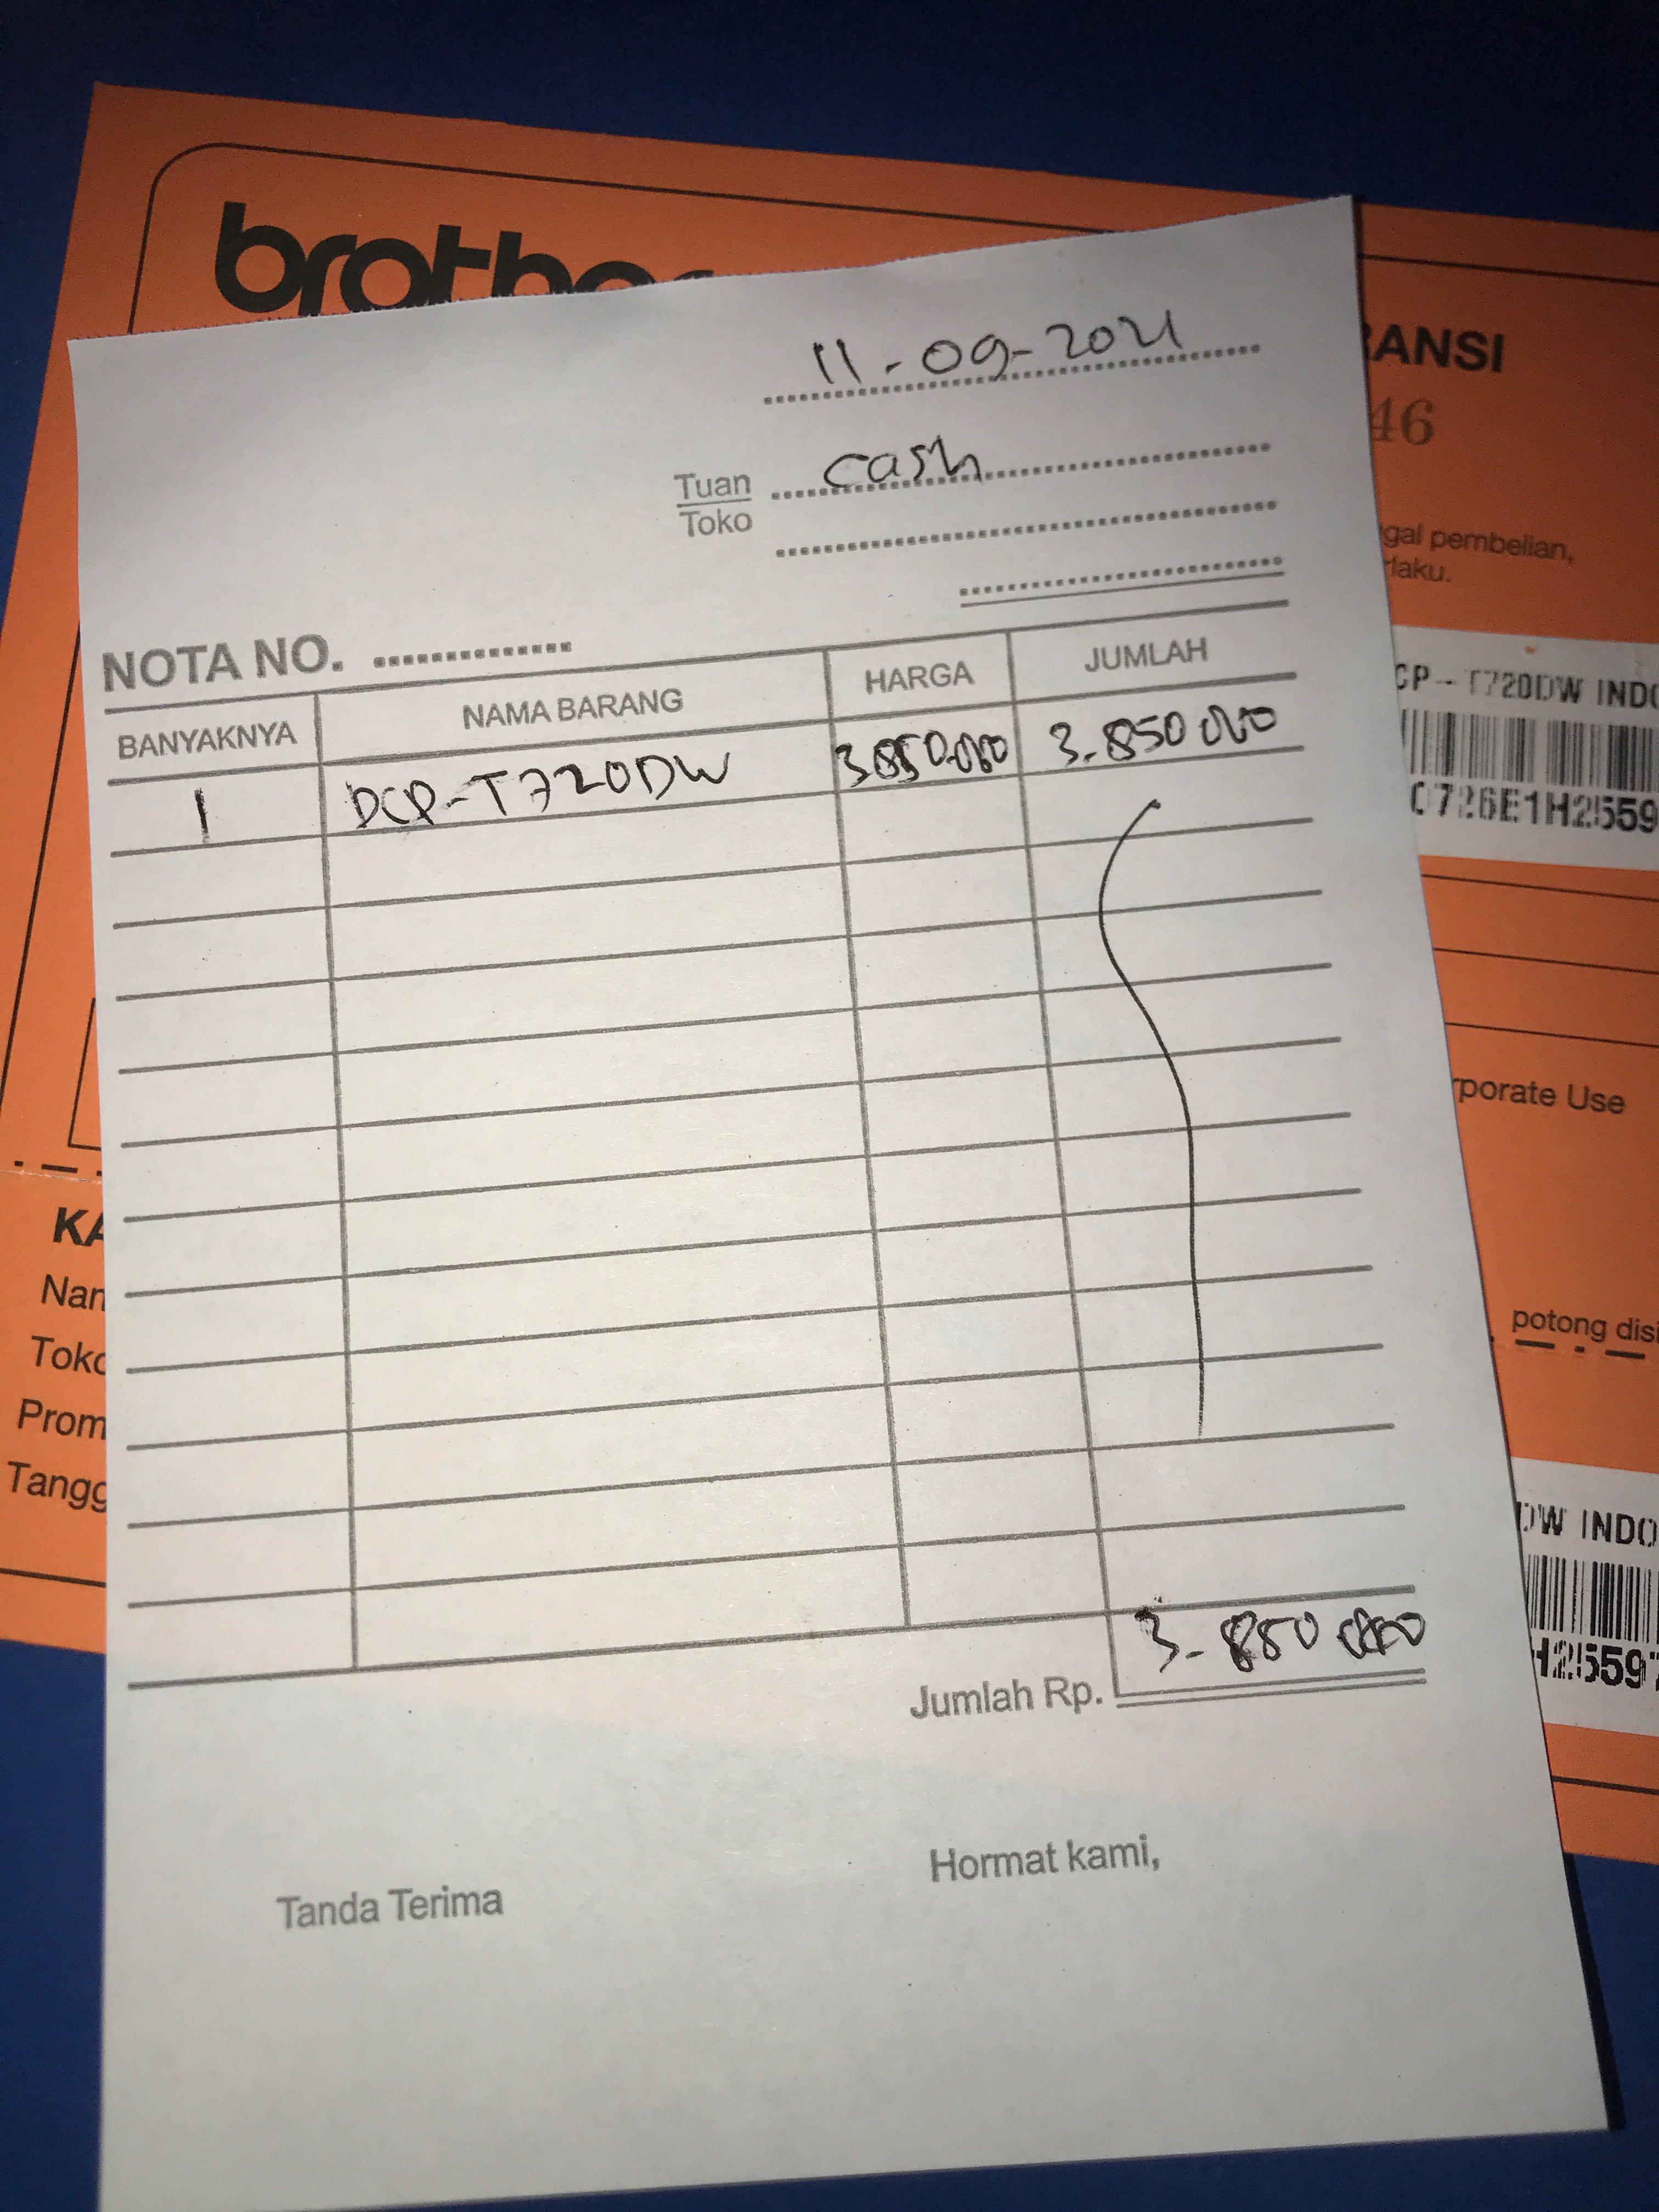 brother
RANSI
46
gal pembelian,
rlaku.
11-09-2021
Tuan cash
Toko
NOTA NO. ..............
BANYAKNYA NAMA BARANG HARGA JUMLAH
1 DCP-T720DW 3.850.000 3.850 000
CP-T720DW INDO
C726E1H2559
rporate Use
potong disi
KA
Nam
Toko
Prom
Tangg
DW INDO
H25597
Jumlah Rp. 3.850 000
Tanda Terima Hormat kami,